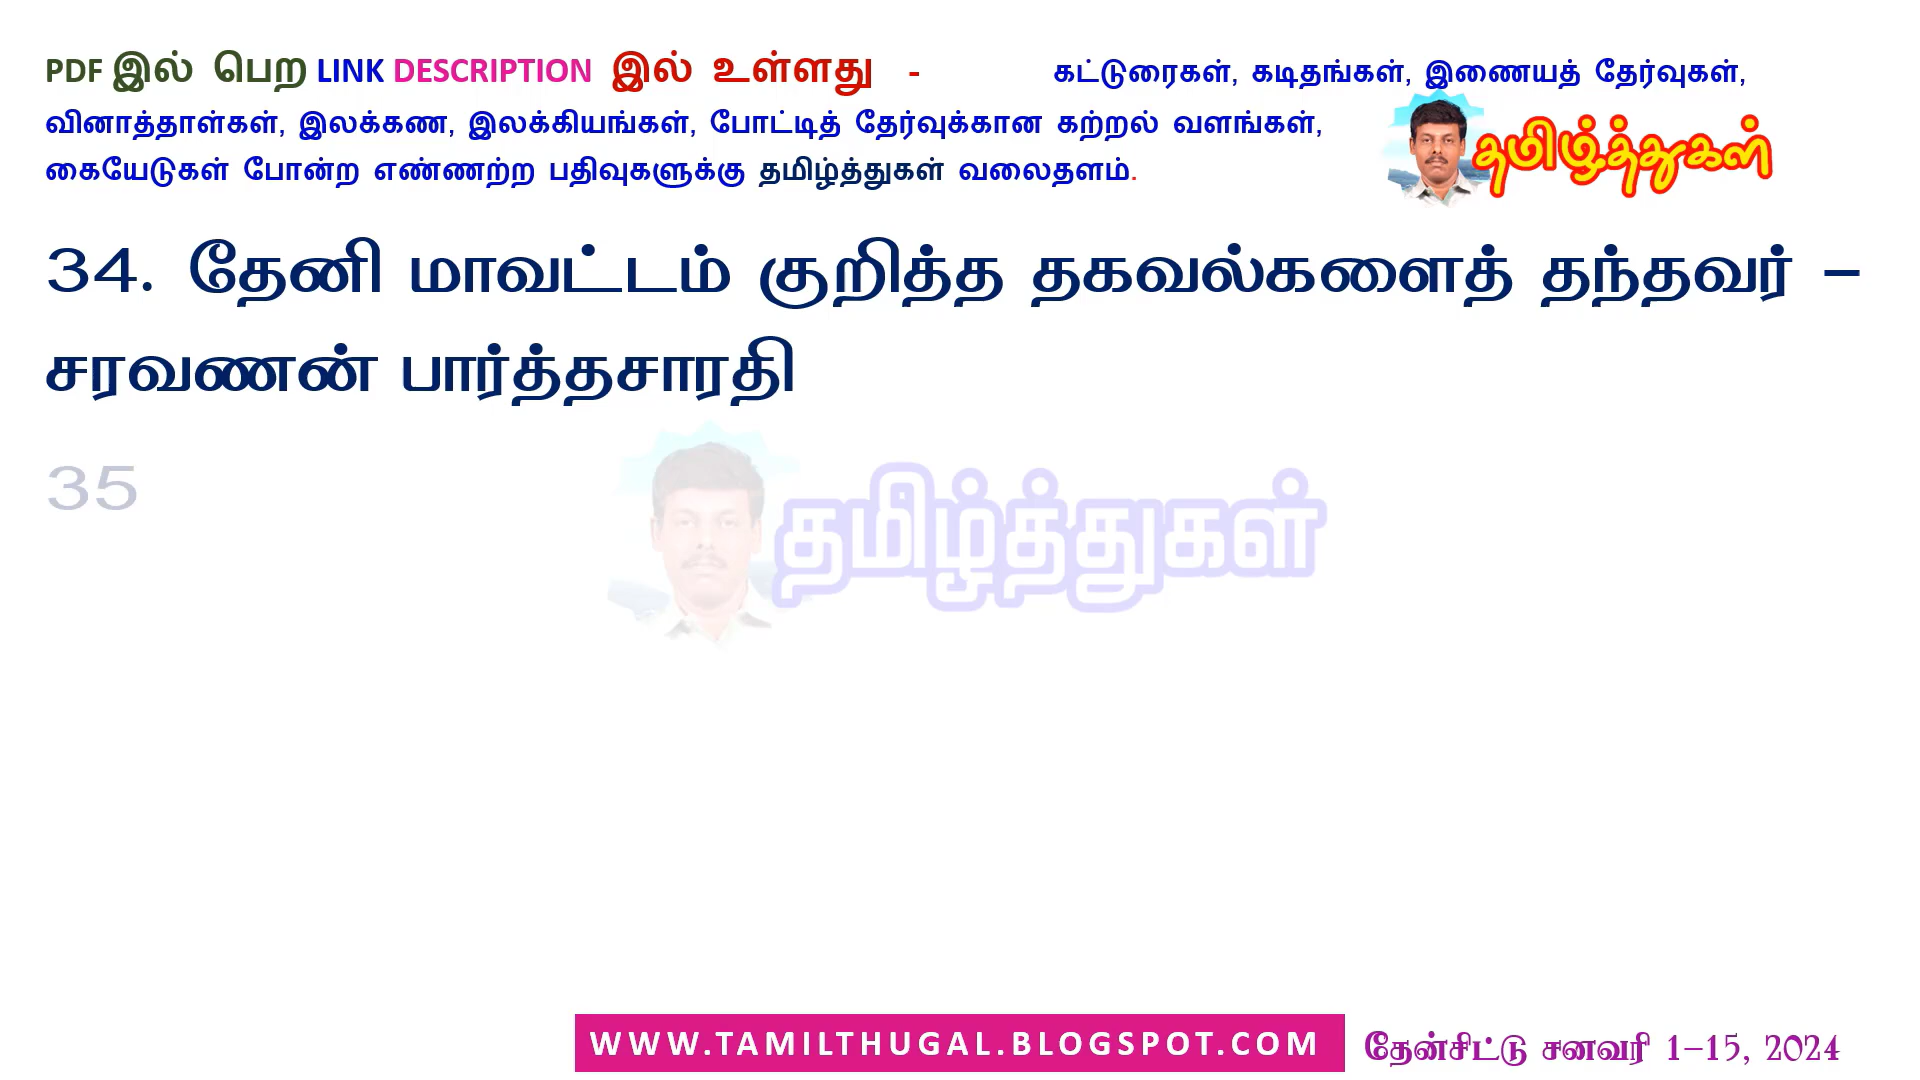 PDF இல் பெற LINK DESCRIPTION இல் உள்ளது - கட்டுரைகள், கடிதங்கள், இணையத் தேர்வுகள்,
வினாத்தாள்கள், இலக்கண, இலக்கியங்கள், போட்டித் தேர்வுக்கான கற்றல் வளங்கள்,
கையேடுகள் போன்ற எண்ணற்ற பதிவுகளுக்கு தமிழ்த்துகள் வலைதளம்.
தமிழ்த்துகள்
34. தேனி மாவட்டம் குறித்த தகவல்களைத் தந்தவர் –
சரவணன் பார்த்தசாரதி
35
தமிழ்த்துகள்
WWW.TAMILTHUGAL.BLOGSPOT.COM
தேன்சிட்டு சனவரி 1-15, 2024